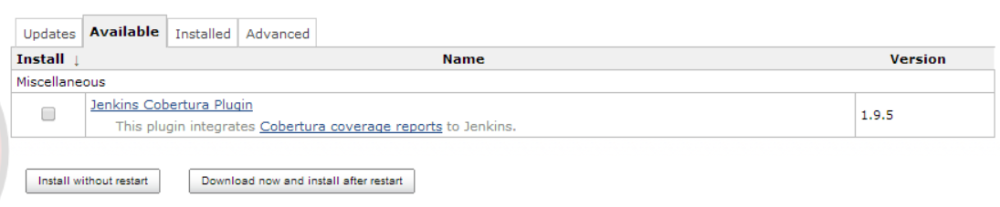 Updates Available Installed Advanced
Install ↓ Name Version
Miscellaneous
Jenkins Cobertura Plugin
This plugin integrates Cobertura coverage reports to Jenkins.
1.9.5
Install without restart Download now and install after restart